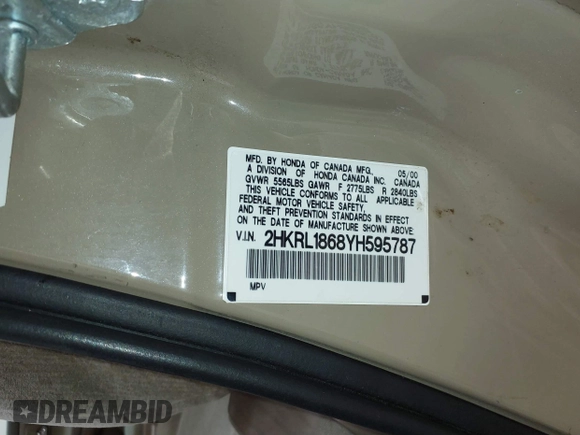 MFD. BY HONDA OF CANADA MFG., 05/00
A DIVISION OF HONDA CANADA INC. CANADA
GVWR 5565LBS GAWR F 2775LBS R 2840LBS
THIS VEHICLE CONFORMS TO ALL APPLICABLE
FEDERAL MOTOR VEHICLE SAFETY
AND THEFT PREVENTION STANDARDS IN EFFECT
ON THE DATE OF MANUFACTURE SHOWN ABOVE:
V.I.N. 2HKRL1868YH595787
MPV
DREAMBID